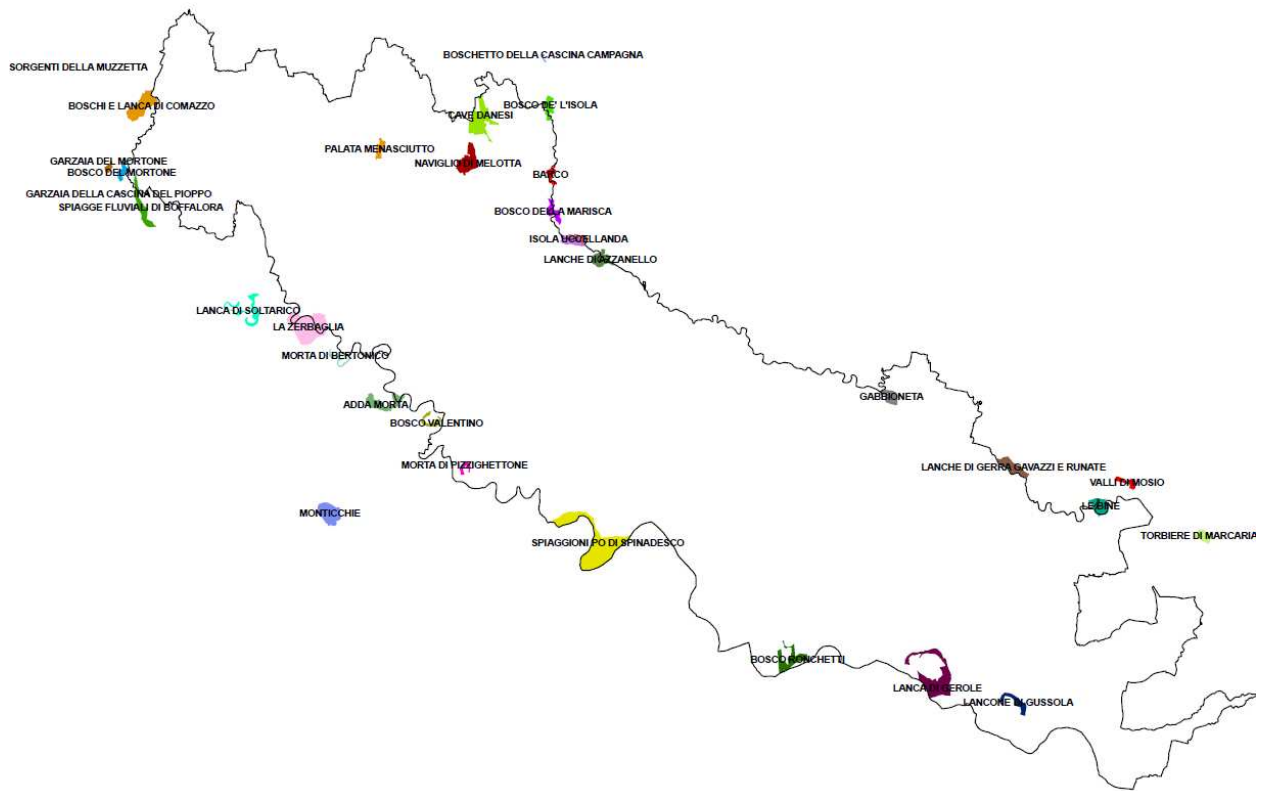 BOSCHETTO DELLA CASCINA CAMPAGNA
SORGENTI DELLA MUZZETTA
BOSCHI E LANCA DI COMAZZO
BOSCO DE' L'ISOLA
CAVE DANESI
PALATA MENASCIUTTO
GARZAIA DEL MORTONE
NAVIGLIO DI MELOTTA
BOSCO DEL MORTONE
BARCO
GARZAIA DELLA CASCINA DEL PIOPPO
SPIAGGE FLUVIALI DI BOFFALORA
BOSCO DELLA MARISCA
ISOLA UCCELLANDA
LANCHE DI AZZANELLO
LANCA DI SOLTARICO
LA ZERBAGLIA
MORTA DI BERTONICO
GABBIONETA
ADDA MORTA
BOSCO VALENTINO
MORTA DI PIZZIGHETTONE
LANCHE DI GERRA GAVAZZI E RUNATE
VALLI DI MOSIO
LE BINE
MONTICCHIE
TORBIERE DI MARCARIA
SPIAGGIONI PO DI SPINADESCO
BOSCO RONCHETTI
LANCA DI GEROLE
LANCONE DI GUSSOLA